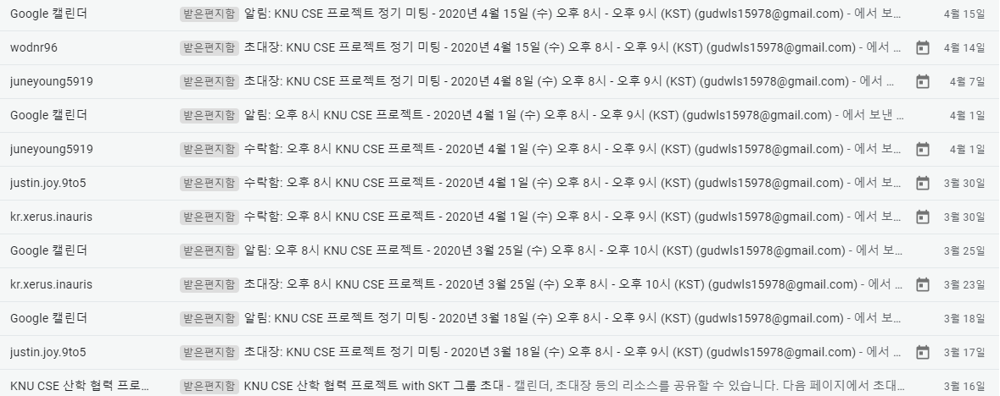 Google 캘린더 받은편지함 알림: KNU CSE 프로젝트 정기 미팅 - 2020년 4월 15일 (수) 오후 8시 - 오후 9시 (KST) (gudwls15978@gmail.com) - 에서 보... 4월 15일
wodnr96 받은편지함 초대장: KNU CSE 프로젝트 정기 미팅 - 2020년 4월 15일 (수) 오후 8시 - 오후 9시 (KST) (gudwls15978@gmail.com) - 에서 보... 4월 14일
juneyoung5919 받은편지함 초대장: KNU CSE 프로젝트 정기 미팅 - 2020년 4월 8일 (수) 오후 8시 - 오후 9시 (KST) (gudwls15978@gmail.com) - 에서 ... 4월 7일
Google 캘린더 받은편지함 알림: 오후 8시 KNU CSE 프로젝트 - 2020년 4월 1일 (수) 오후 8시 - 오후 9시 (KST) (gudwls15978@gmail.com) - 에서 보낸 ... 4월 1일
juneyoung5919 받은편지함 수락함: 오후 8시 KNU CSE 프로젝트 - 2020년 4월 1일 (수) 오후 8시 - 오후 9시 (KST) (gudwls15978@gmail.com) - 에서 보... 4월 1일
justin.joy.9to5 받은편지함 수락함: 오후 8시 KNU CSE 프로젝트 - 2020년 4월 1일 (수) 오후 8시 - 오후 9시 (KST) (gudwls15978@gmail.com) - 에서 보... 3월 30일
kr.xerus.inauris 받은편지함 수락함: 오후 8시 KNU CSE 프로젝트 - 2020년 4월 1일 (수) 오후 8시 - 오후 9시 (KST) (gudwls15978@gmail.com) - 에서 보... 3월 30일
Google 캘린더 받은편지함 알림: 오후 8시 KNU CSE 프로젝트 - 2020년 3월 25일 (수) 오후 8시 - 오후 10시 (KST) (gudwls15978@gmail.com) - 에서 보... 3월 25일
kr.xerus.inauris 받은편지함 초대장: 오후 8시 KNU CSE 프로젝트 - 2020년 3월 25일 (수) 오후 8시 - 오후 10시 (KST) (gudwls15978@gmail.com) - 에서 ... 3월 23일
Google 캘린더 받은편지함 알림: KNU CSE 프로젝트 정기 미팅 - 2020년 3월 18일 (수) 오후 8시 - 오후 9시 (KST) (gudwls15978@gmail.com) - 에서 보... 3월 18일
justin.joy.9to5 받은편지함 초대장: KNU CSE 프로젝트 정기 미팅 - 2020년 3월 18일 (수) 오후 8시 - 오후 9시 (KST) (gudwls15978@gmail.com) - 에서 ... 3월 17일
KNU CSE 산학 협력 프로... 받은편지함 KNU CSE 산학 협력 프로젝트 with SKT 그룹 초대 - 캘린더, 초대장 등의 리소스를 공유할 수 있습니다. 다음 페이지에서 초대... 3월 16일